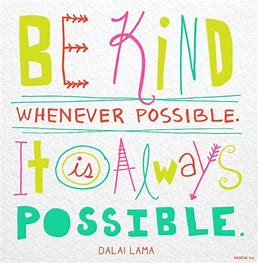 BE KIND
WHENEVER POSSIBLE.
It is Always
POSSIBLE.
DALAI LAMA